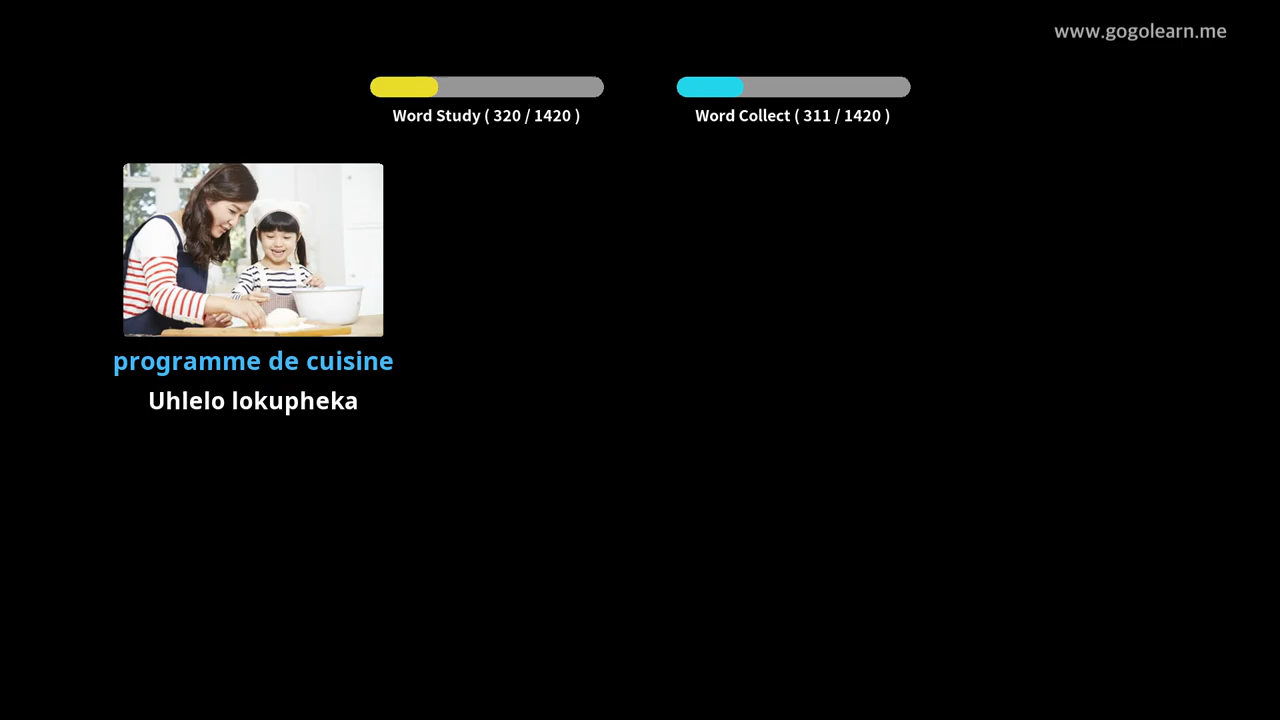 www.gogolearn.me
Word Study ( 320 / 1420 )
Word Collect ( 311 / 1420 )
programme de cuisine
Uhlelo lokupheka